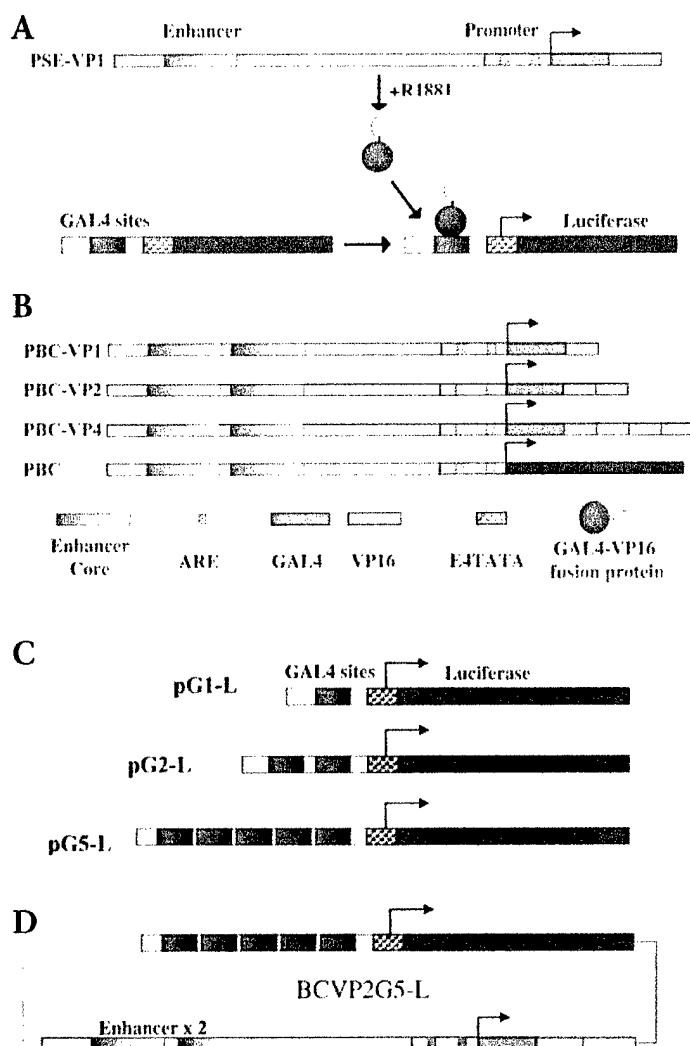 A
Enhancer Promoter
PSE-VP1
+R1881
GAL4 sites Luciferase
B
PBC-VP1
PBC-VP2
PBC-VP4
PBC
Enhancer Core ARE GAL4 VP16 E4TATA GAL4-VP16 fusion protein
C
GAL4 sites Luciferase
pG1-L
pG2-L
pG5-L
D
BCVP2G5-L
Enhancer x 2